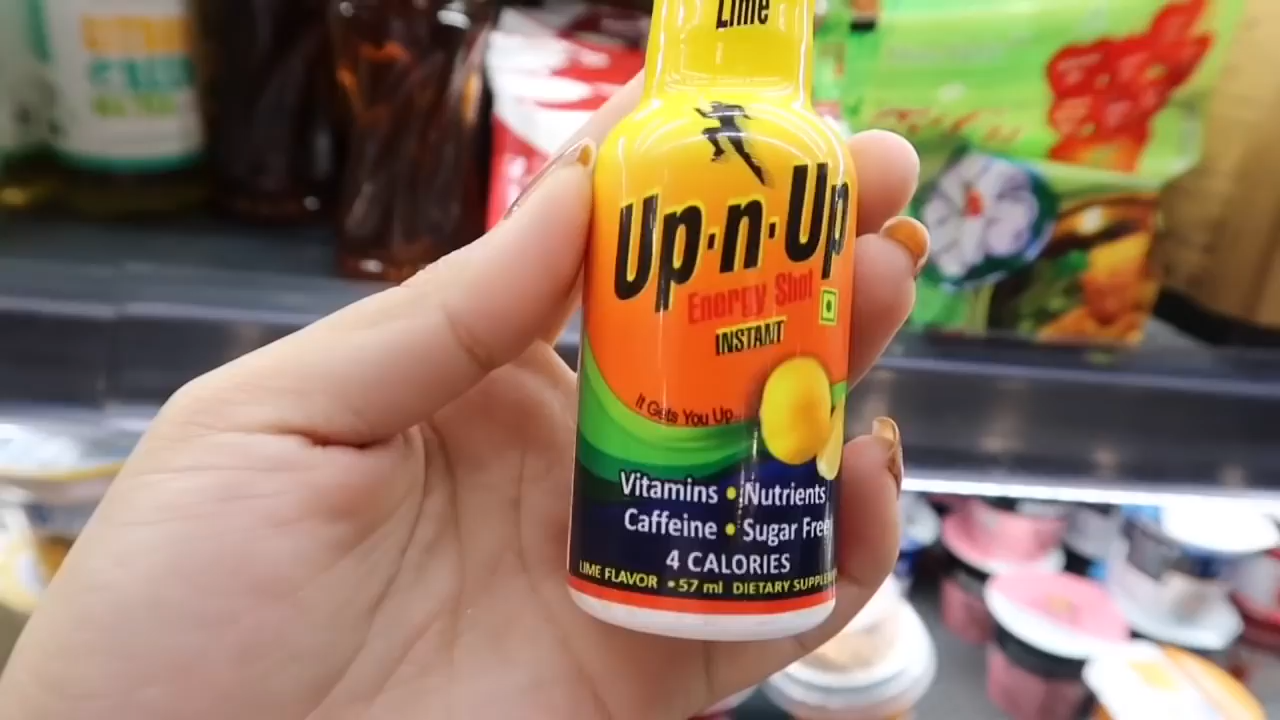 Lime
Up·n·Up
Energy Shot
INSTANT
It Gets You Up...
Vitamins • Nutrients
Caffeine • Sugar Free
4 CALORIES
LIME FLAVOR • 57 ml DIETARY SUPPLEM